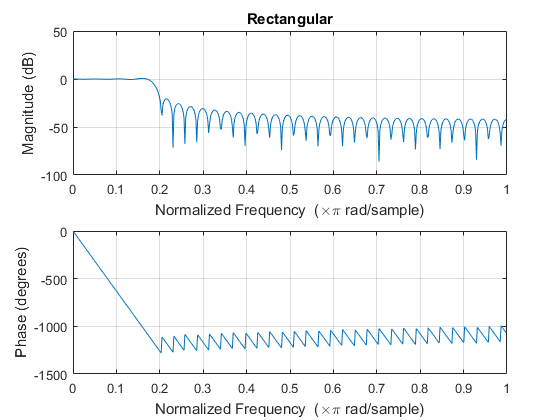 Rectangular
50
0
-50
-100
Magnitude (dB)
0 0.1 0.2 0.3 0.4 0.5 0.6 0.7 0.8 0.9 1
Normalized Frequency (×π rad/sample)
0
-500
-1000
-1500
Phase (degrees)
0 0.1 0.2 0.3 0.4 0.5 0.6 0.7 0.8 0.9 1
Normalized Frequency (×π rad/sample)